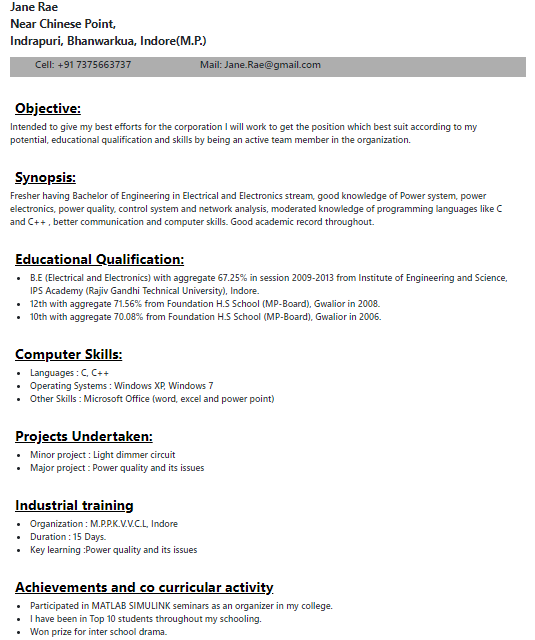 Jane Rae
Near Chinese Point,
Indrapuri, Bhanwarkua, Indore(M.P.)
Cell: +91 7375663737 Mail: Jane.Rae@gmail.com
Objective:
Intended to give my best efforts for the corporation I will work to get the position which best suit according to my
potential, educational qualification and skills by being an active team member in the organization.
Synopsis:
Fresher having Bachelor of Engineering in Electrical and Electronics stream, good knowledge of Power system, power
electronics, power quality, control system and network analysis, moderated knowledge of programming languages like C
and C++ , better communication and computer skills. Good academic record throughout.
Educational Qualification:
• B.E (Electrical and Electronics) with aggregate 67.25% in session 2009-2013 from Institute of Engineering and Science,
IPS Academy (Rajiv Gandhi Technical University), Indore.
• 12th with aggregate 71.56% from Foundation H.S School (MP-Board), Gwalior in 2008.
• 10th with aggregate 70.08% from Foundation H.S School (MP-Board), Gwalior in 2006.
Computer Skills:
• Languages : C, C++
• Operating Systems : Windows XP, Windows 7
• Other Skills : Microsoft Office (word, excel and power point)
Projects Undertaken:
• Minor project : Light dimmer circuit
• Major project : Power quality and its issues
Industrial training
• Organization : M.P.P.K.V.V.C.L, Indore
• Duration : 15 Days.
• Key learning :Power quality and its issues
Achievements and co curricular activity
• Participated in MATLAB SIMULINK seminars as an organizer in my college.
• I have been in Top 10 students throughout my schooling.
• Won prize for inter school drama.